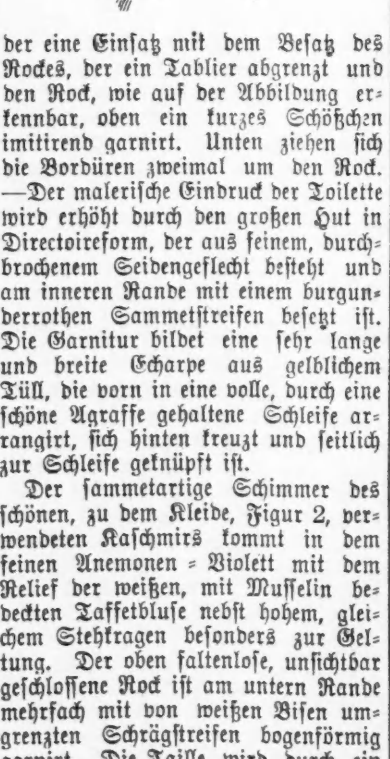 der eine Einsatz mit dem Besatz des
Rockes, der ein Tablier abgrenzt und
den Rock, wie auf der Abbildung er-
kennbar, oben ein kurzes Schößchen
imitirend garnirt. Unten ziehen sich
die Bordüren zweimal um den Rock.
—Der malerische Eindruck der Toilette
wird erhöht durch den großen Hut in
Directoireform, der aus feinem, durch-
brochenem Seidengeflecht besteht und
am inneren Rande mit einem burgun-
derrothen Sammetstreifen besetzt ist.
Die Garnitur bildet eine sehr lange
und breite Echarpe aus gelblichem
Tüll, die vorn in eine volle, durch eine
schöne Agraffe gehaltene Schleife ar-
rangirt, sich hinten kreuzt und seitlich
zur Schleife geknüpft ist.
Der sammetartige Schimmer des
schönen, zu dem Kleide, Figur 2, ver-
wendeten Kaschmirs kommt in dem
feinen Anemonen-Violett mit dem
Relief der weißen, mit Musselin be-
deckten Taffetbluse nebst hohem, glei-
chem Stehkragen besonders zur Gel-
tung. Der oben faltenlose, unsichtbar
geschlossene Rock ist am untern Rande
mehrfach mit von weißen Bisen um-
grenzten Schrägstreifen bogenförmig
garnirt. Die Taille wird durch ein